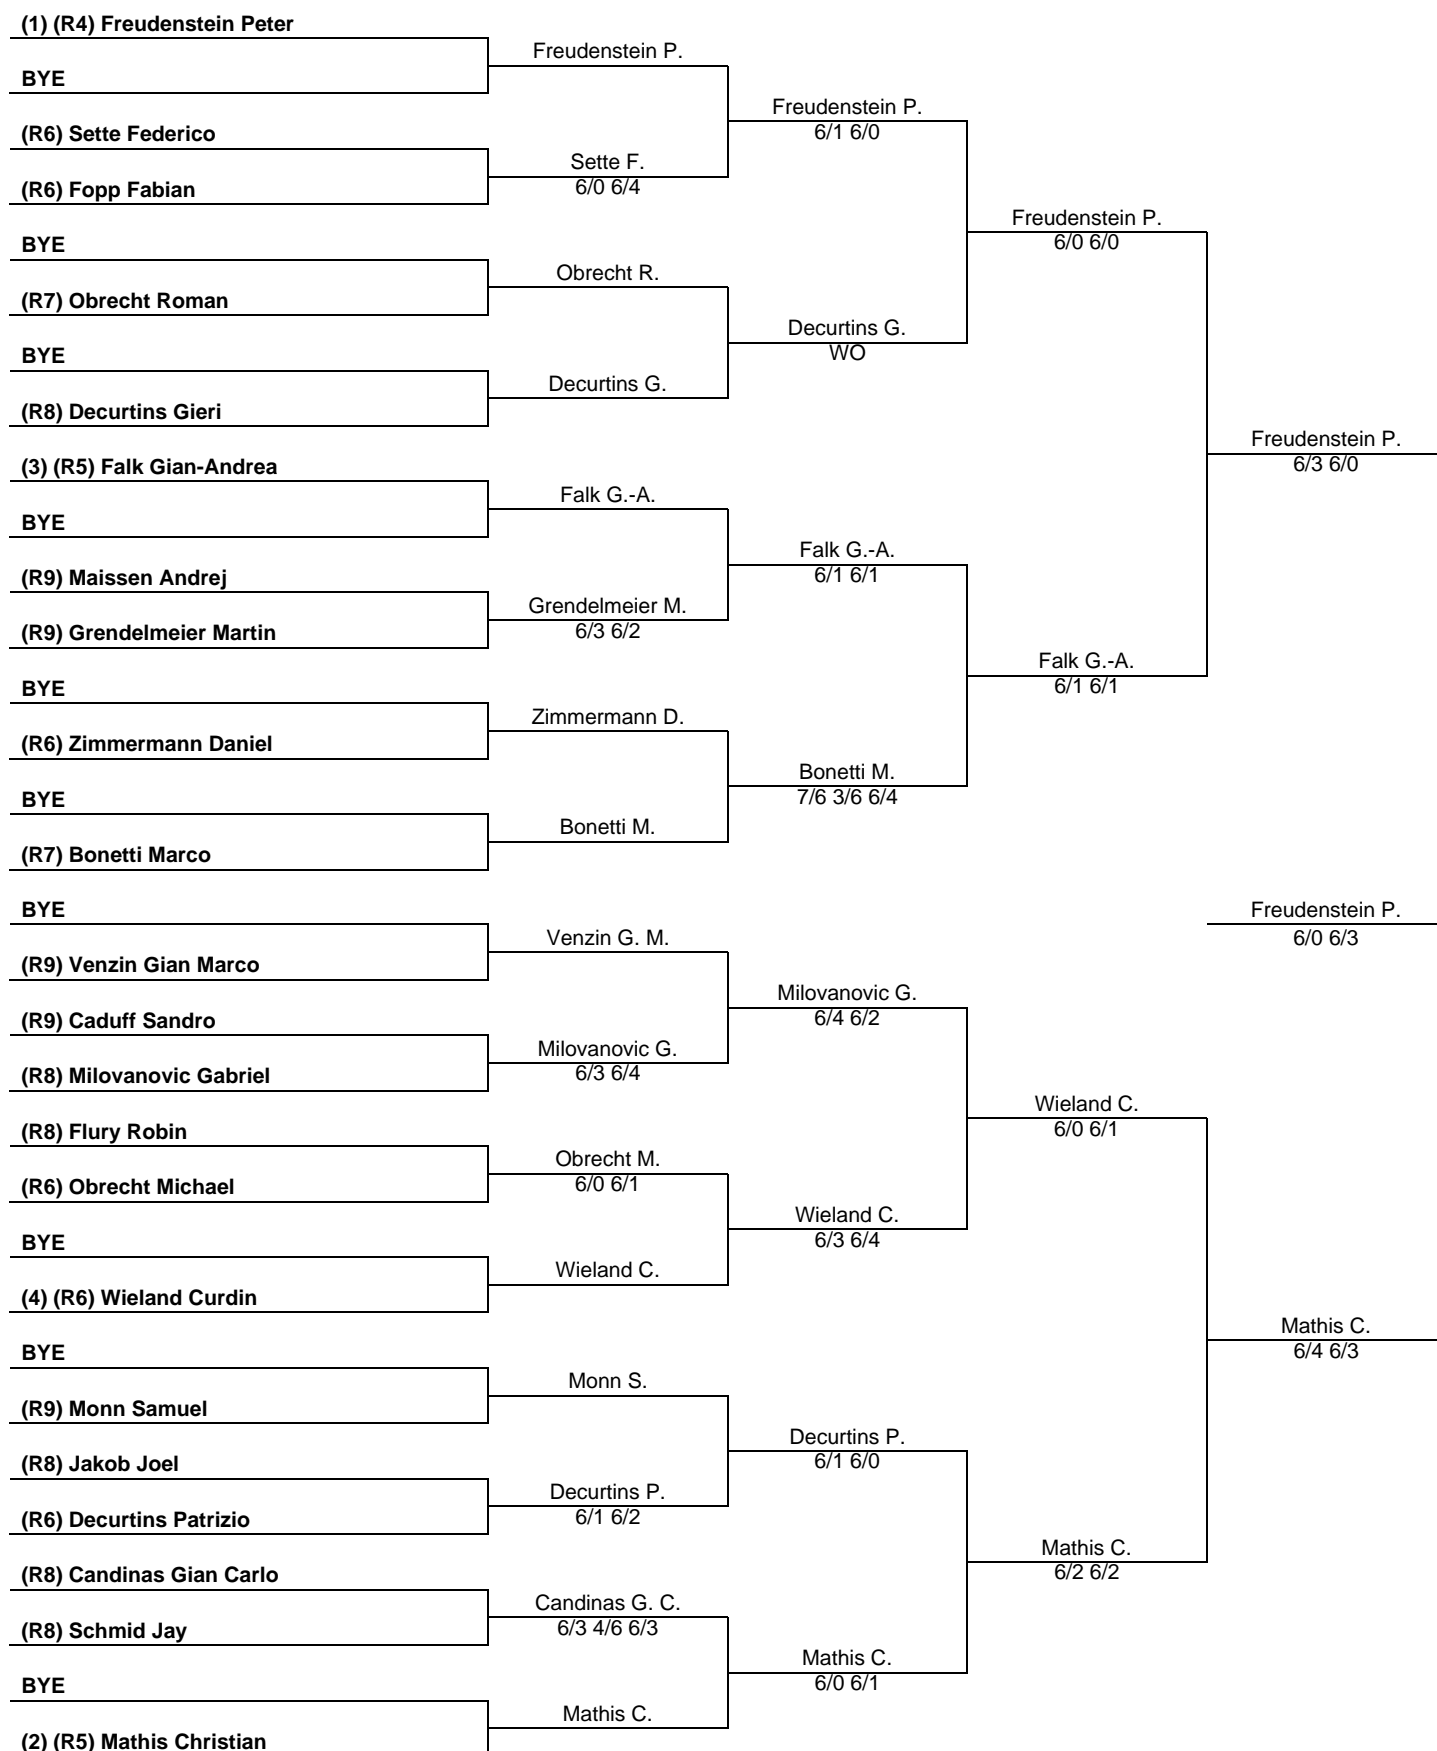 (1) (R4) Freudenstein Peter
Freudenstein P.
BYE
Freudenstein P.
6/1 6/0
(R6) Sette Federico
Sette F.
6/0 6/4
(R6) Fopp Fabian
Freudenstein P.
6/0 6/0
BYE
Obrecht R.
(R7) Obrecht Roman
Decurtins G.
WO
BYE
Decurtins G.
(R8) Decurtins Gieri
Freudenstein P.
6/3 6/0
(3) (R5) Falk Gian-Andrea
Falk G.-A.
BYE
Falk G.-A.
6/1 6/1
(R9) Maissen Andrej
Grendelmeier M.
6/3 6/2
(R9) Grendelmeier Martin
Falk G.-A.
6/1 6/1
BYE
Zimmermann D.
(R6) Zimmermann Daniel
Bonetti M.
7/6 3/6 6/4
BYE
Bonetti M.
(R7) Bonetti Marco
BYE
Freudenstein P.
6/0 6/3
Venzin G. M.
(R9) Venzin Gian Marco
Milovanovic G.
6/4 6/2
(R9) Caduff Sandro
Milovanovic G.
6/3 6/4
(R8) Milovanovic Gabriel
Wieland C.
6/0 6/1
(R8) Flury Robin
Obrecht M.
6/0 6/1
(R6) Obrecht Michael
Wieland C.
6/3 6/4
BYE
Wieland C.
(4) (R6) Wieland Curdin
Mathis C.
6/4 6/3
BYE
Monn S.
(R9) Monn Samuel
Decurtins P.
6/1 6/0
(R8) Jakob Joel
Decurtins P.
6/1 6/2
(R6) Decurtins Patrizio
Mathis C.
6/2 6/2
(R8) Candinas Gian Carlo
Candinas G. C.
6/3 4/6 6/3
(R8) Schmid Jay
Mathis C.
6/0 6/1
BYE
Mathis C.
(2) (R5) Mathis Christian